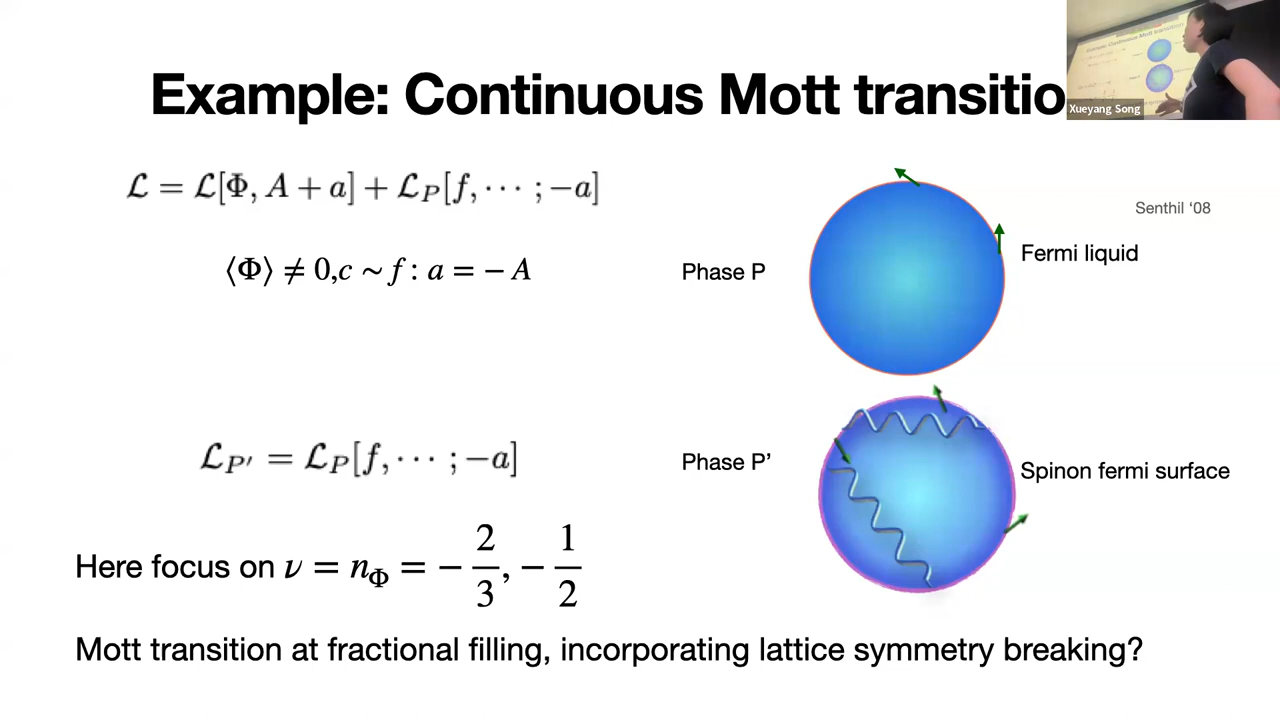 Example: Continuous Mott transitio
Xueyang Song
ℒ = ℒ[Φ, A + a] + ℒ_P[f, ⋯ ; −a]
Senthil ‘08
⟨Φ⟩ ≠ 0, c ∼ f : a = − A
Phase P
Fermi liquid
ℒ_{P′} = ℒ_P[f, ⋯ ; −a]
Phase P’
Spinon fermi surface
Here focus on ν = n_Φ = − 2/3, − 1/2
Mott transition at fractional filling, incorporating lattice symmetry breaking?